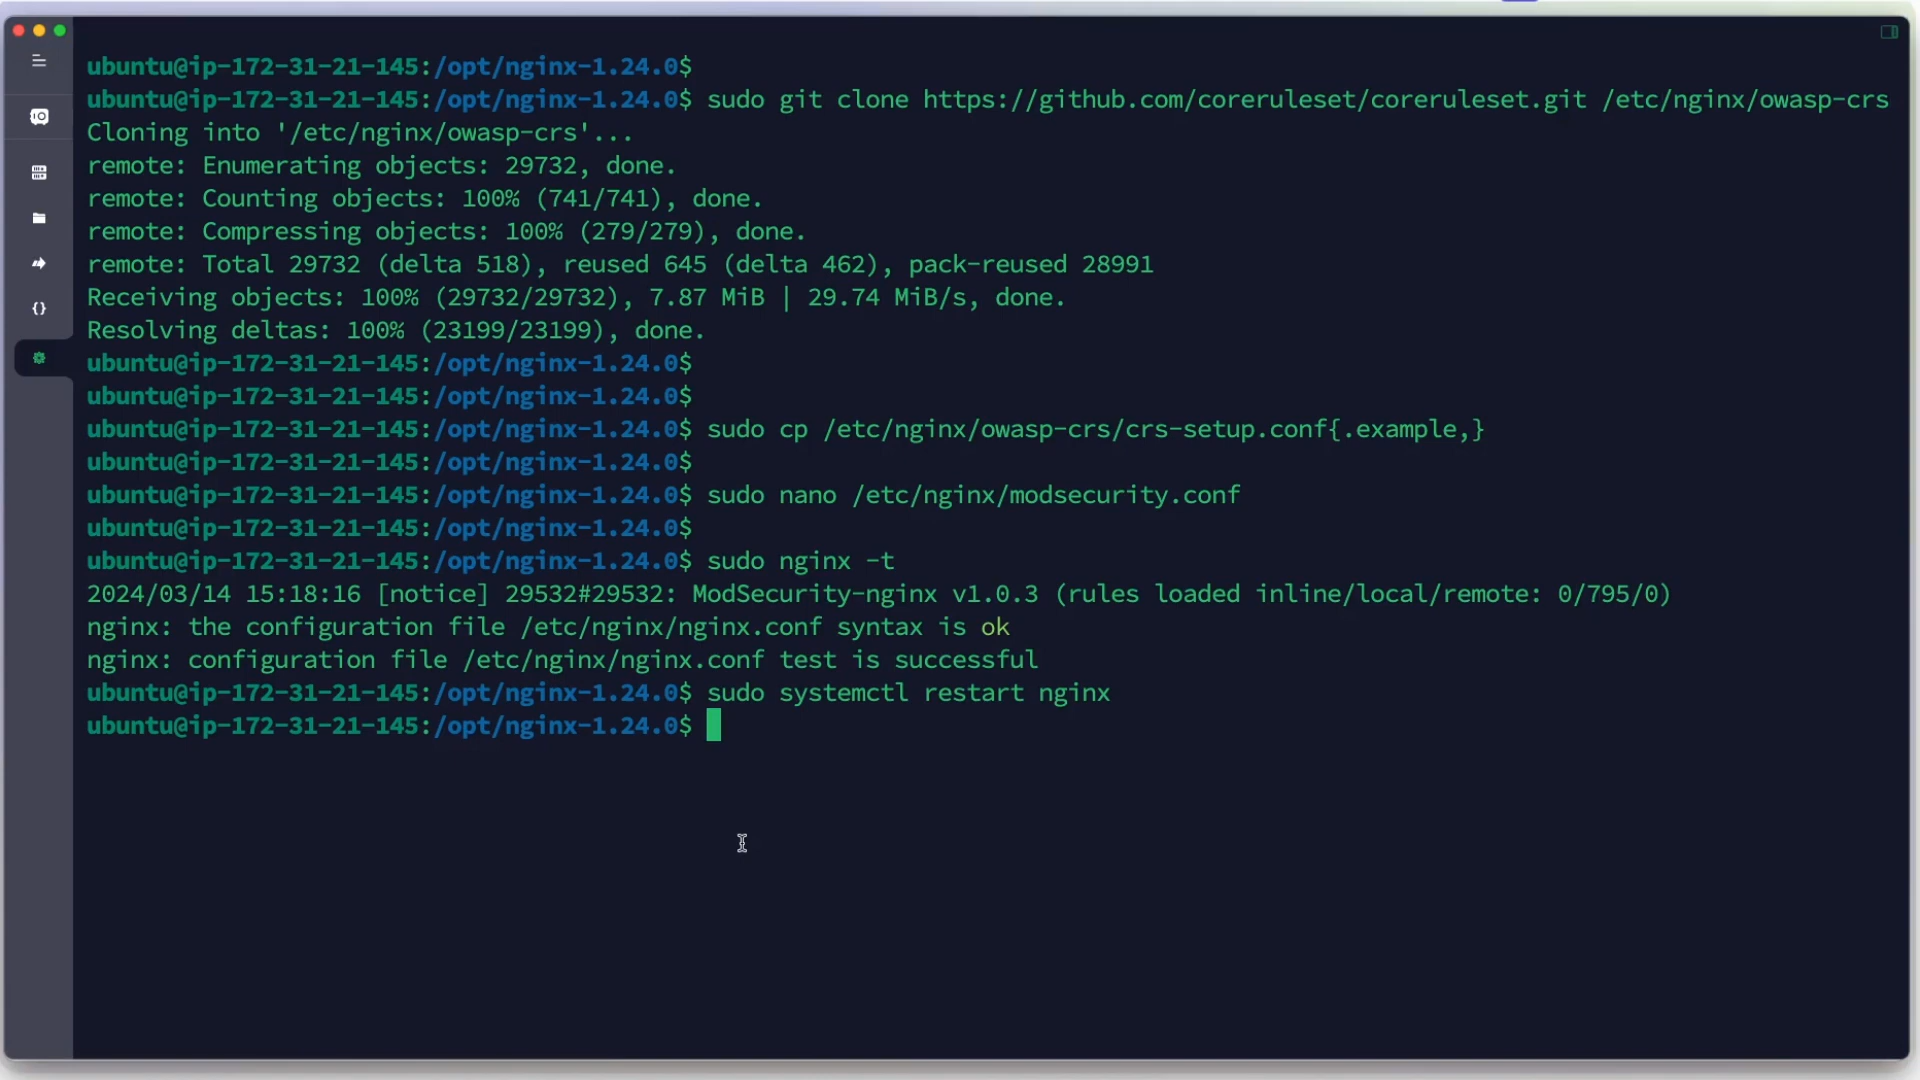 ubuntu@ip-172-31-21-145:/opt/nginx-1.24.0$
ubuntu@ip-172-31-21-145:/opt/nginx-1.24.0$ sudo git clone https://github.com/coreruleset/coreruleset.git /etc/nginx/owasp-crs
Cloning into '/etc/nginx/owasp-crs'...
remote: Enumerating objects: 29732, done.
remote: Counting objects: 100% (741/741), done.
remote: Compressing objects: 100% (279/279), done.
remote: Total 29732 (delta 518), reused 645 (delta 462), pack-reused 28991
Receiving objects: 100% (29732/29732), 7.87 MiB | 29.74 MiB/s, done.
Resolving deltas: 100% (23199/23199), done.
ubuntu@ip-172-31-21-145:/opt/nginx-1.24.0$
ubuntu@ip-172-31-21-145:/opt/nginx-1.24.0$
ubuntu@ip-172-31-21-145:/opt/nginx-1.24.0$ sudo cp /etc/nginx/owasp-crs/crs-setup.conf{.example,}
ubuntu@ip-172-31-21-145:/opt/nginx-1.24.0$
ubuntu@ip-172-31-21-145:/opt/nginx-1.24.0$ sudo nano /etc/nginx/modsecurity.conf
ubuntu@ip-172-31-21-145:/opt/nginx-1.24.0$
ubuntu@ip-172-31-21-145:/opt/nginx-1.24.0$ sudo nginx -t
2024/03/14 15:18:16 [notice] 29532#29532: ModSecurity-nginx v1.0.3 (rules loaded inline/local/remote: 0/795/0)
nginx: the configuration file /etc/nginx/nginx.conf syntax is ok
nginx: configuration file /etc/nginx/nginx.conf test is successful
ubuntu@ip-172-31-21-145:/opt/nginx-1.24.0$ sudo systemctl restart nginx
ubuntu@ip-172-31-21-145:/opt/nginx-1.24.0$